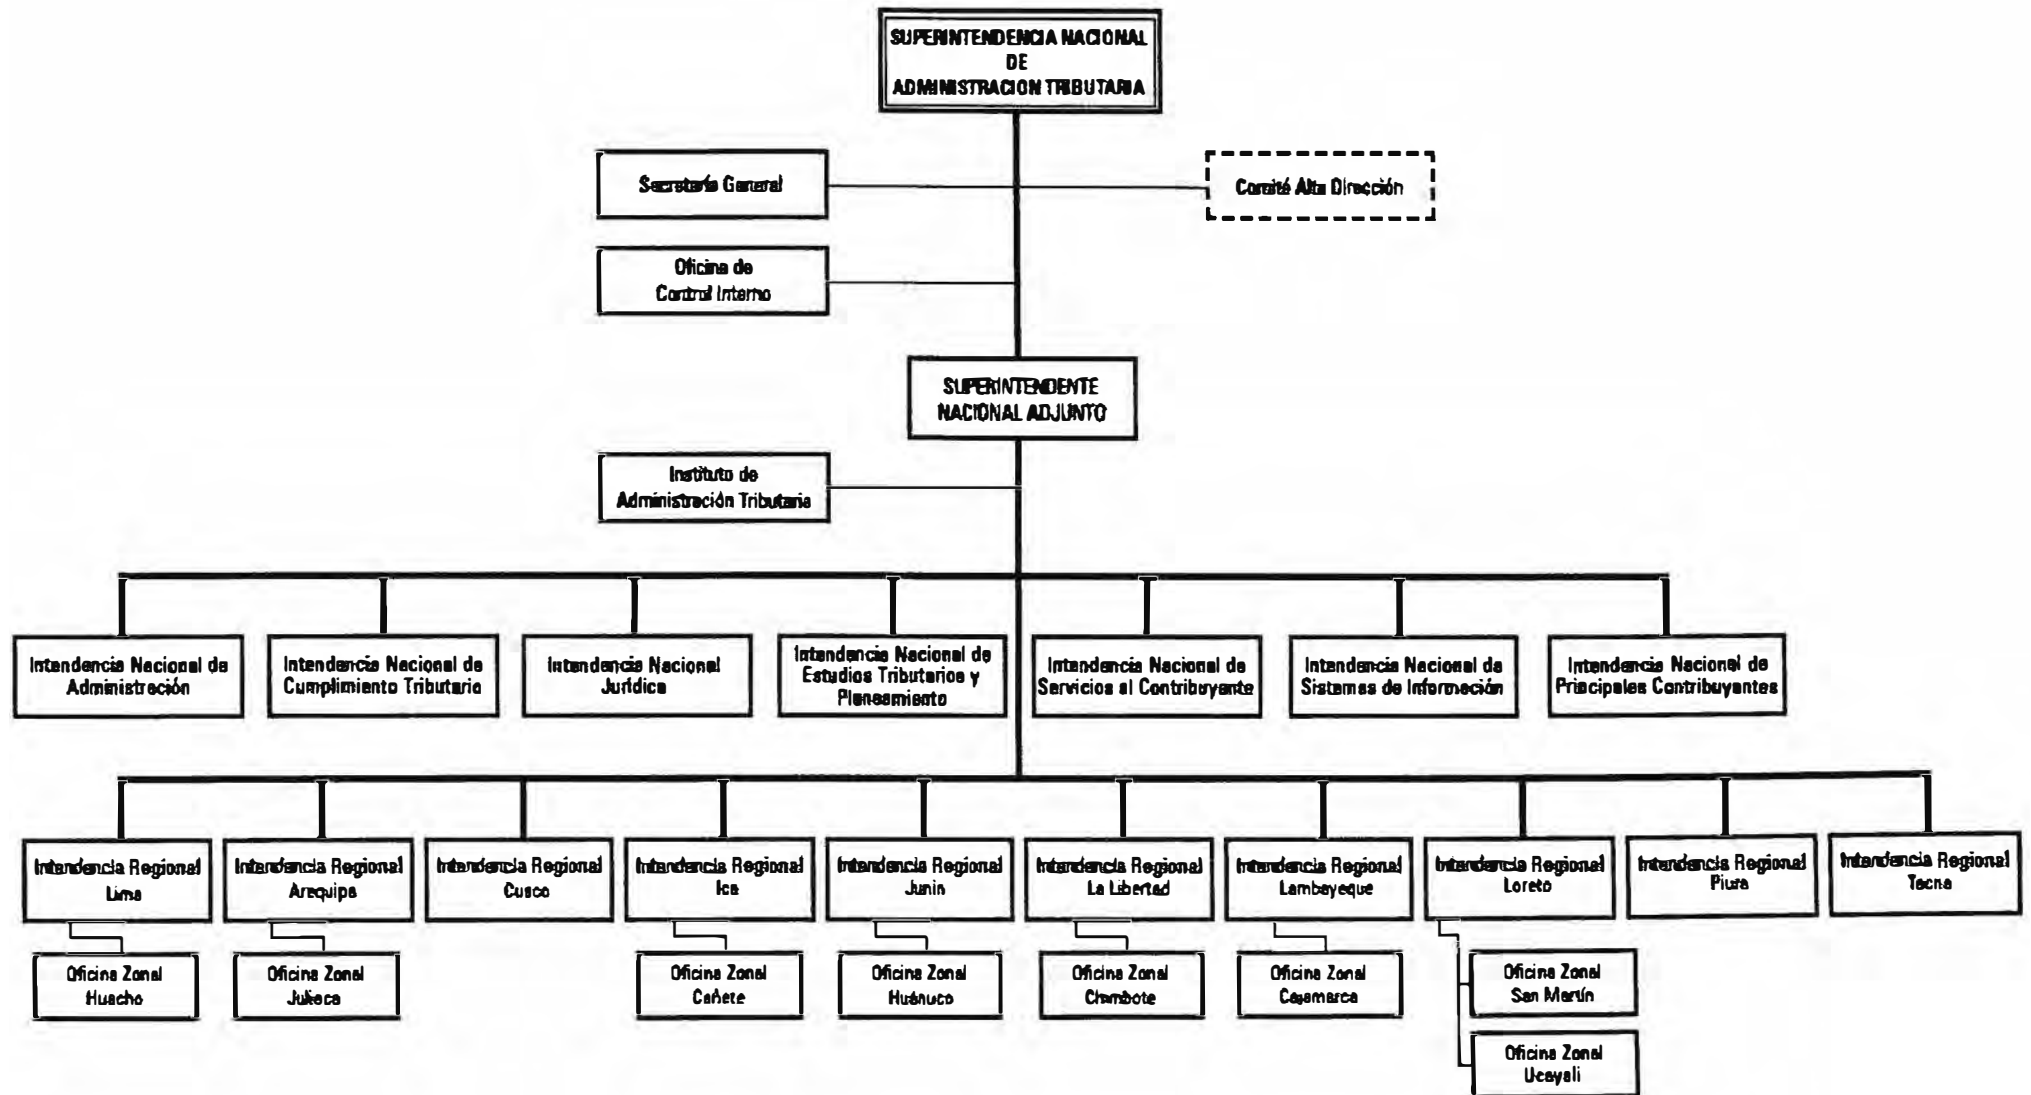 SUPERINTENDENCIA NACIONAL
DE
ADMINISTRACION TRIBUTARIA
Secretaría General
Comité Alta Dirección
Oficina de
Control Interno
SUPERINTENDENTE
NACIONAL ADJUNTO
Instituto de
Administración Tributaria
Intendencia Nacional de
Administración
Intendencia Nacional de
Cumplimiento Tributario
Intendencia Nacional
Jurídica
Intendencia Nacional de
Estudios Tributarios y
Planeamiento
Intendencia Nacional de
Servicios al Contribuyente
Intendencia Nacional de
Sistemas de Información
Intendencia Nacional de
Principales Contribuyentes
Intendencia Regional
Lima
Intendencia Regional
Arequipa
Intendencia Regional
Cusco
Intendencia Regional
Ica
Intendencia Regional
Junin
Intendencia Regional
La Libertad
Intendencia Regional
Lambayeque
Intendencia Regional
Loreto
Intendencia Regional
Piura
Intendencia Regional
Tacna
Oficina Zonal
Huacho
Oficina Zonal
Juliaca
Oficina Zonal
Cañete
Oficina Zonal
Huánuco
Oficina Zonal
Chimbote
Oficina Zonal
Cajamarca
Oficina Zonal
San Martín
Oficina Zonal
Ucayali